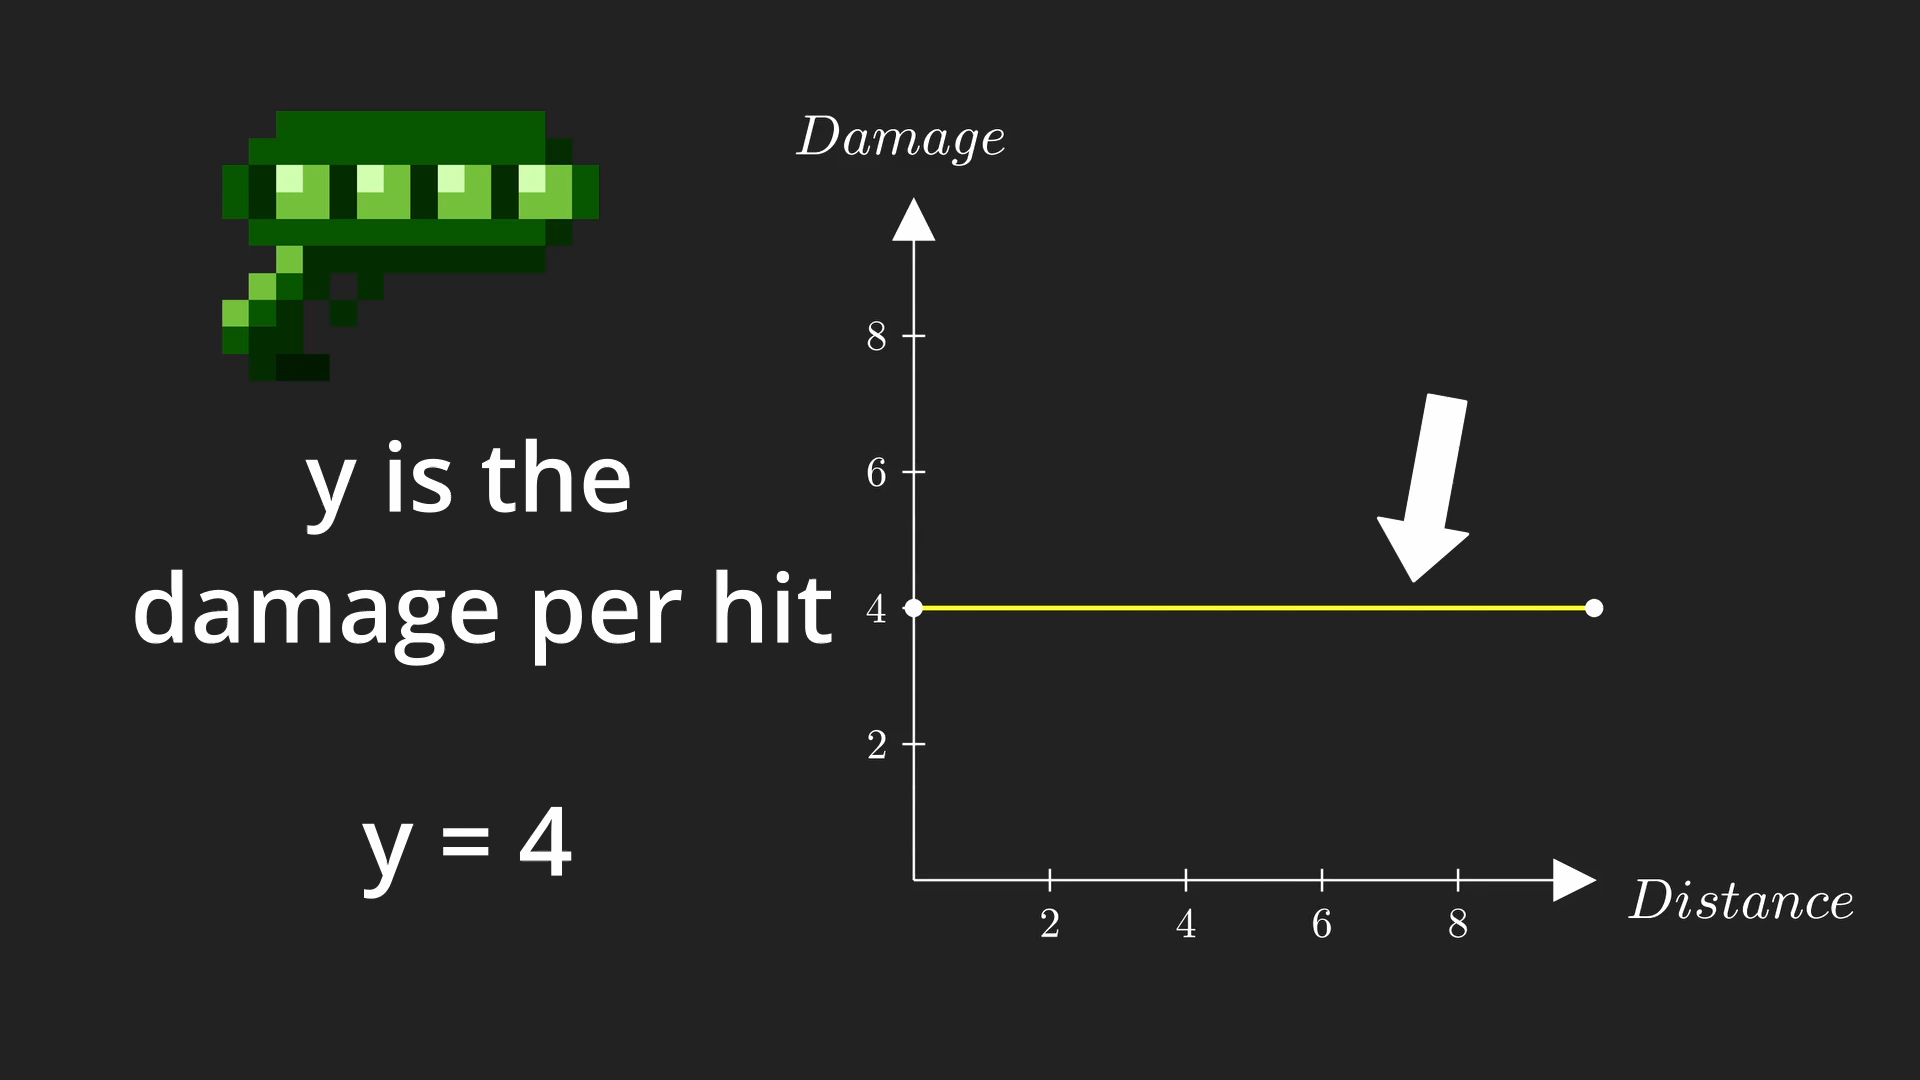 y is the
damage per hit
y = 4
Damage
8
6
4
2
2 4 6 8
Distance